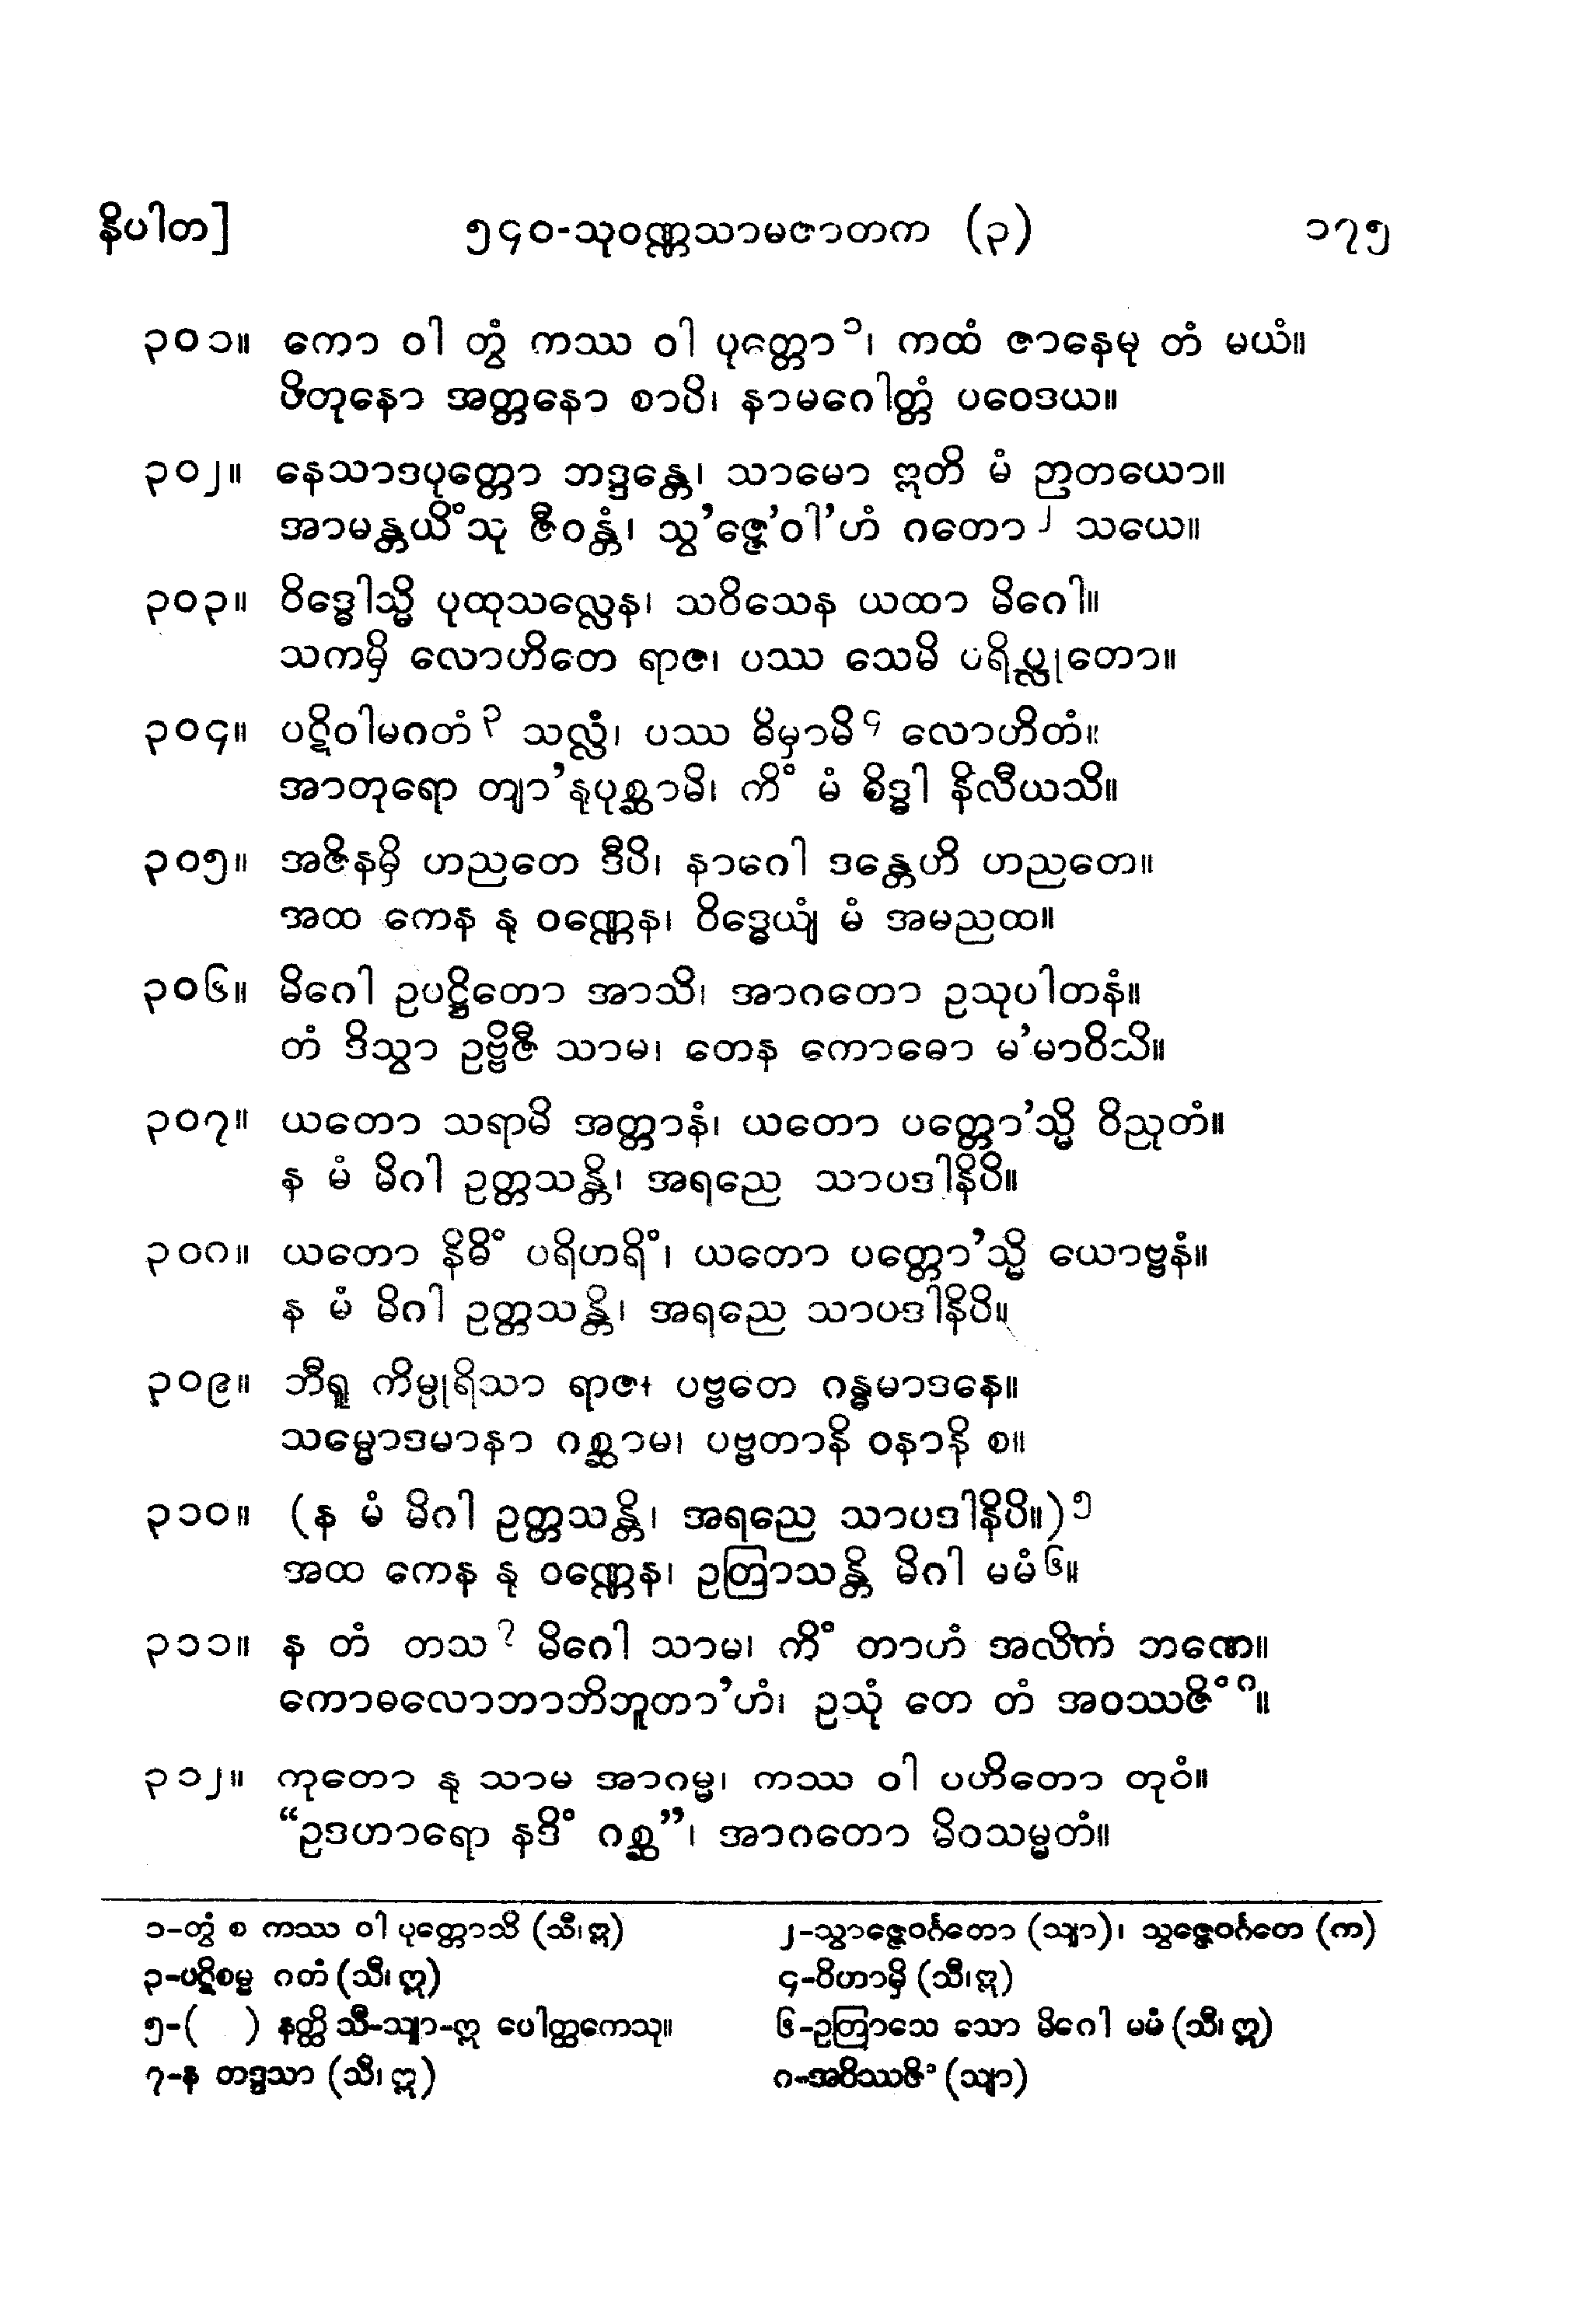 နိပါတ] ၅၄၀-သုဝဏ္ဏသာမဇာတက (၃) ၁၇၅
၃၀၁။ ကော ဝါ တွံ ကဿ ဝါ ပုတ္တော ၁၊ ကထံ ဇာနေမု တံ မယံ။
ပိတုနော အတ္တနော စာပိ၊ နာမဂေါတ္တံ ပဝေဒယ။
၃၀၂။ နေသာဒပုတ္တော ဘဒ္ဒန္တေ၊ သာမော ဣတိ မံ ဉာတယော။
အာမန္တယိံသု ဇီဝန္တံ၊ သွ’ဇ္ဇေ’ဝါ’ဟံ ဂတော ၂ သယေ။
၃၀၃။ ဝိဒ္ဓေါသ္မိ ပုထုသလ္လေန၊ သဝိသေန ယထာ မိဂေါ။
သကမှိ လောဟိတေ ရာဇ၊ ပဿ သေမိ ပရိပ္လုတော။
၃၀၄။ ပဋိဝါမဂတံ ၃ သလ္လံ၊ ပဿ ဓိမှာမိ ၄ လောဟိတံ။
အာတုရော တျာ’နုပုစ္ဆာမိ၊ ကိံ မံ ဝိဒ္ဓါ နိလီယသိ။
၃၀၅။ အဇိနမှိ ဟညတေ ဒီပိ၊ နာဂေါ ဒန္တေဟိ ဟညတေ။
အထ ကေန နု ဝဏ္ဏေန၊ ဝိဒ္ဓေယျံ မံ အမညထ။
၃၀၆။ မိဂေါ ဥပဋ္ဌိတော အာသိ၊ အာဂတော ဥသုပါတနံ။
တံ ဒိသွာ ဥဗ္ဗိဇီ သာမ၊ တေန ကောဓော မ’မာဝိသိ။
၃၀၇။ ယတော သရာမိ အတ္တာနံ၊ ယတော ပတ္တော’သ္မိ ဝိညုတံ။
န မံ မိဂါ ဥတ္တသန္တိ၊ အရညေ သာပဒါနိပိ။
၃၀၈။ ယတော နိဓိံ ပရိဟရိံ၊ ယတော ပတ္တော’သ္မိ ယောဗ္ဗနံ။
န မံ မိဂါ ဥတ္တသန္တိ၊ အရညေ သာပဒါနိပိ။
၃၀၉။ ဘီရူ ကိမ္ပုရိသာ ရာဇ၊ ပဗ္ဗတေ ဂန္ဓမာဒနေ။
သမ္မောဒမာနာ ဂစ္ဆာမ၊ ပဗ္ဗတာနိ ဝနာနိ စ။
၃၁၀။ (န မံ မိဂါ ဥတ္တသန္တိ၊ အရညေ သာပဒါနိပိ။) ၅
အထ ကေန နု ဝဏ္ဏေန၊ ဥတြာသန္တိ မိဂါ မမံ ၆။
၃၁၁။ န တံ တသ ၇ မိဂေါ သာမ၊ ကိံ တာဟံ အလိကံ ဘဏေ။
ကောဓလောဘာဘိဘူတာ’ဟံ၊ ဥသုံ တေ တံ အဝဿဇိံ ၈။
၃၁၂။ ကုတော နု သာမ အာဂမ္မ၊ ကဿ ဝါ ပဟိတော တုဝံ။
“ဥဒဟာရော နဒိံ ဂစ္ဆ”၊ အာဂတော မိဂသမ္မတံ။
၁-တွံ စ ကဿ ဝါ ပုတ္တောသိ (သီ၊ဣ) ၂-သွာဇ္ဇေဝင်္ဂတော (သျာ)၊ သွဇ္ဇေဝင်္ဂတေ (က)
၃-ပဋိစမ္မ ဂတံ (သီ၊ ဣ) ၄-ဝိဟာမှိ (သီ၊ဣ)
၅-( ) နတ္ထိ သီ-သျာ-ဣ ပေါတ္ထကေသု။ ၆-ဥတြာသေ သော မိဂေါ မမံ (သီ၊ ဣ)
၇-န တဒ္ဒသာ (သီ၊ ဣ) ၈-အဝိဿဇိံ (သျာ)